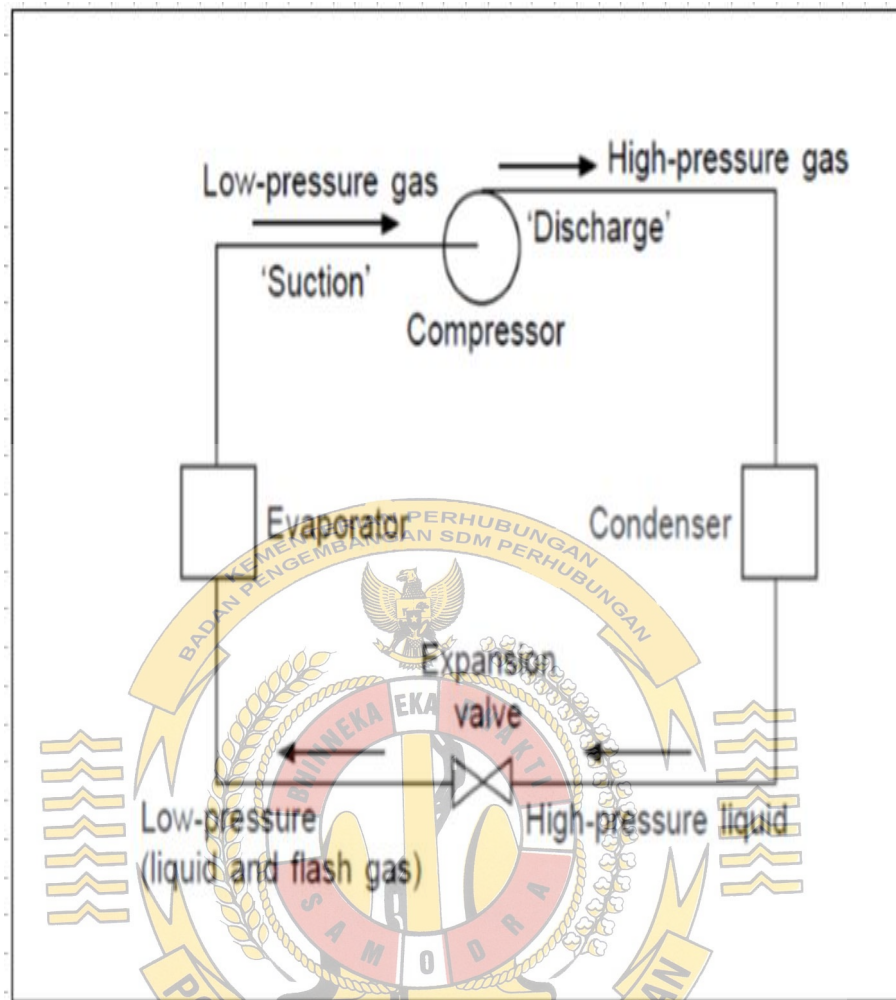 High-pressure gas
Low-pressure gas
'Discharge'
'Suction'
Compressor
Evaporator
Condenser
KEMENTERIAN PERHUBUNGAN
BADAN PENGEMBANGAN SDM PERHUBUNGAN
Expansion
valve
BHINNEKA EKA
Low-pressure
(liquid and flash gas)
High-pressure liquid
SAMODRA